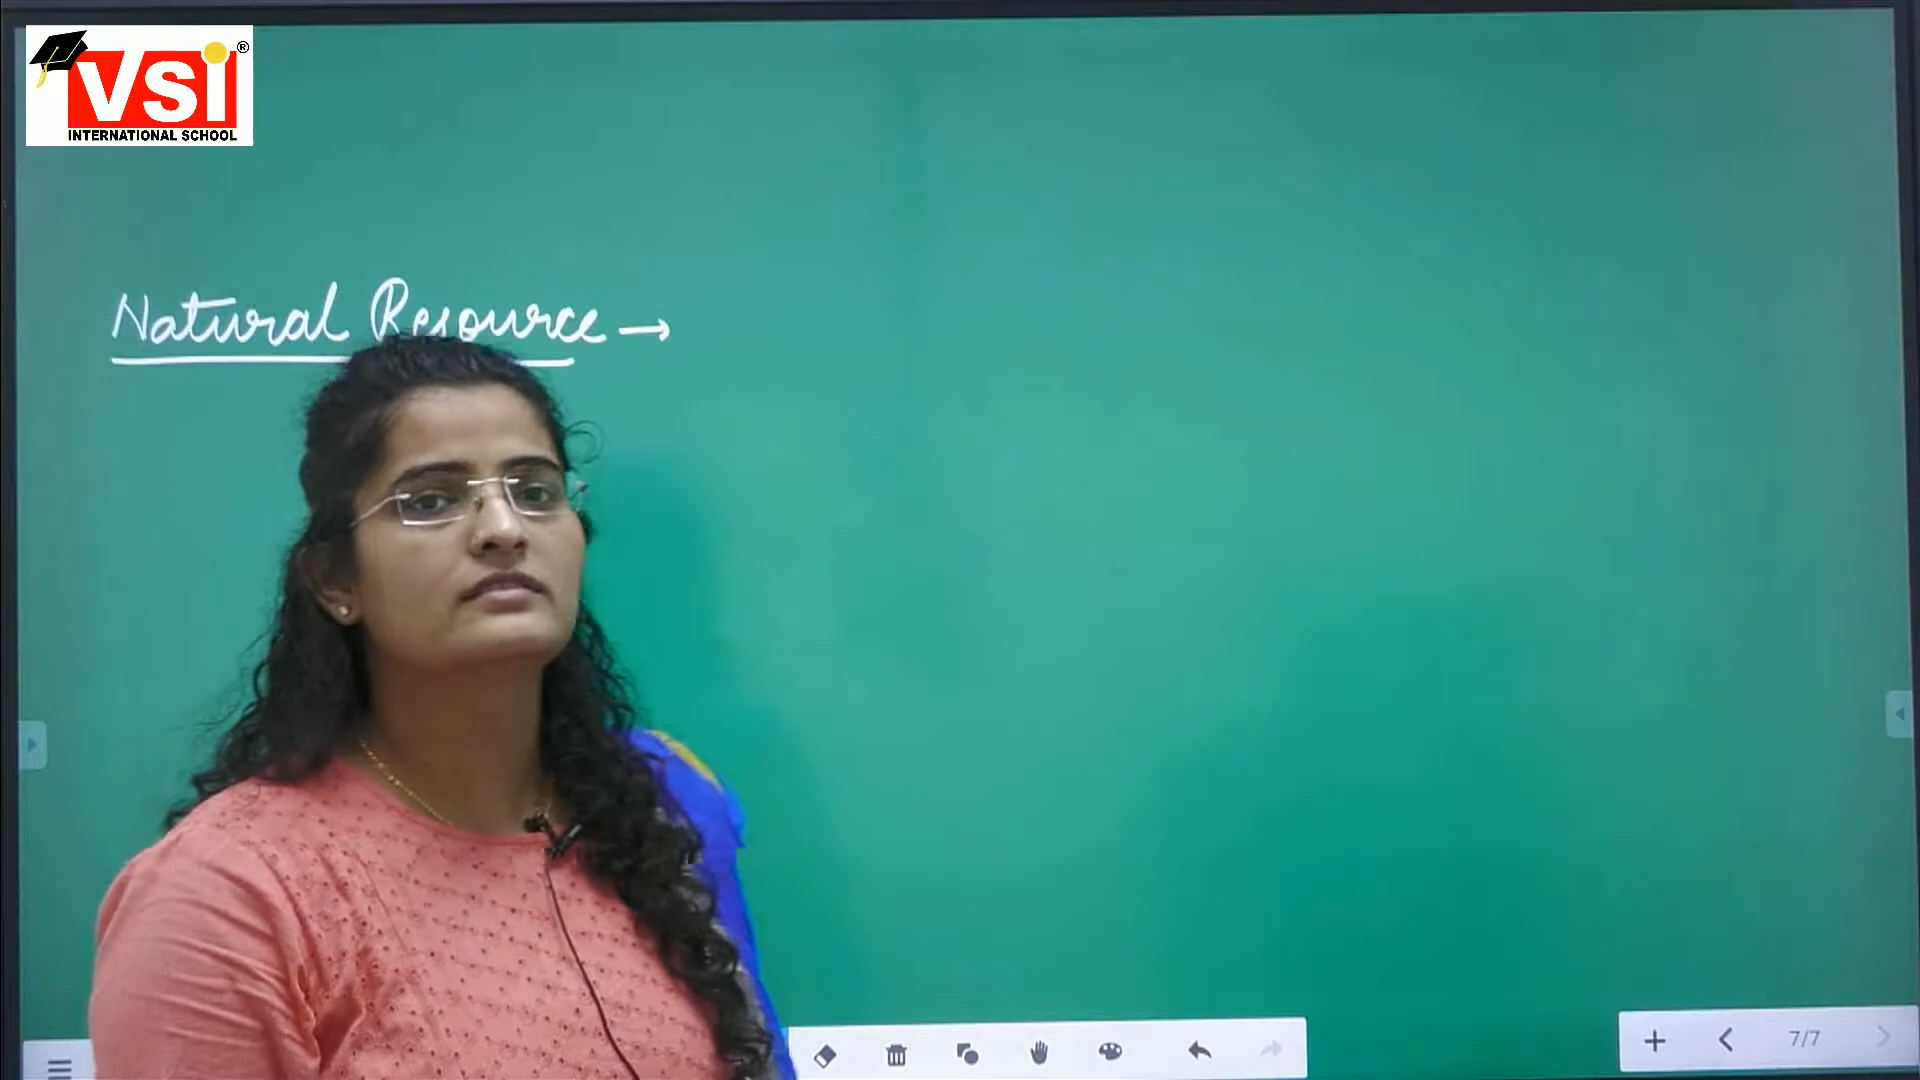 VSI ®
INTERNATIONAL SCHOOL
Natural Resource →
7/7